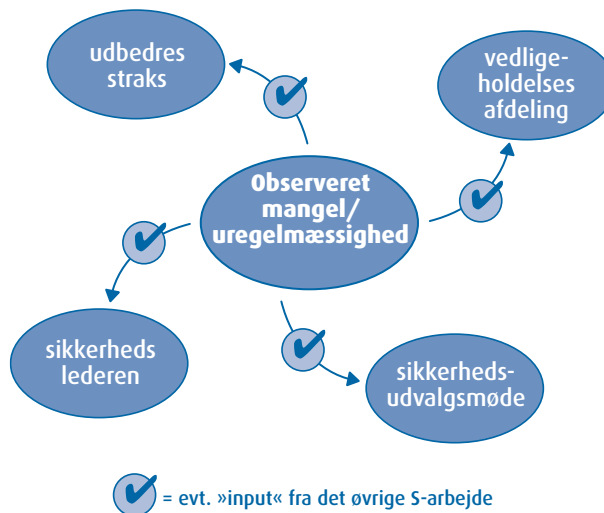 udbedres
straks
vedlige-
holdelses
afdeling
Observeret
mangel/
uregelmæssighed
sikkerheds
lederen
sikkerheds-
udvalgsmøde
= evt. »input« fra det øvrige S-arbejde